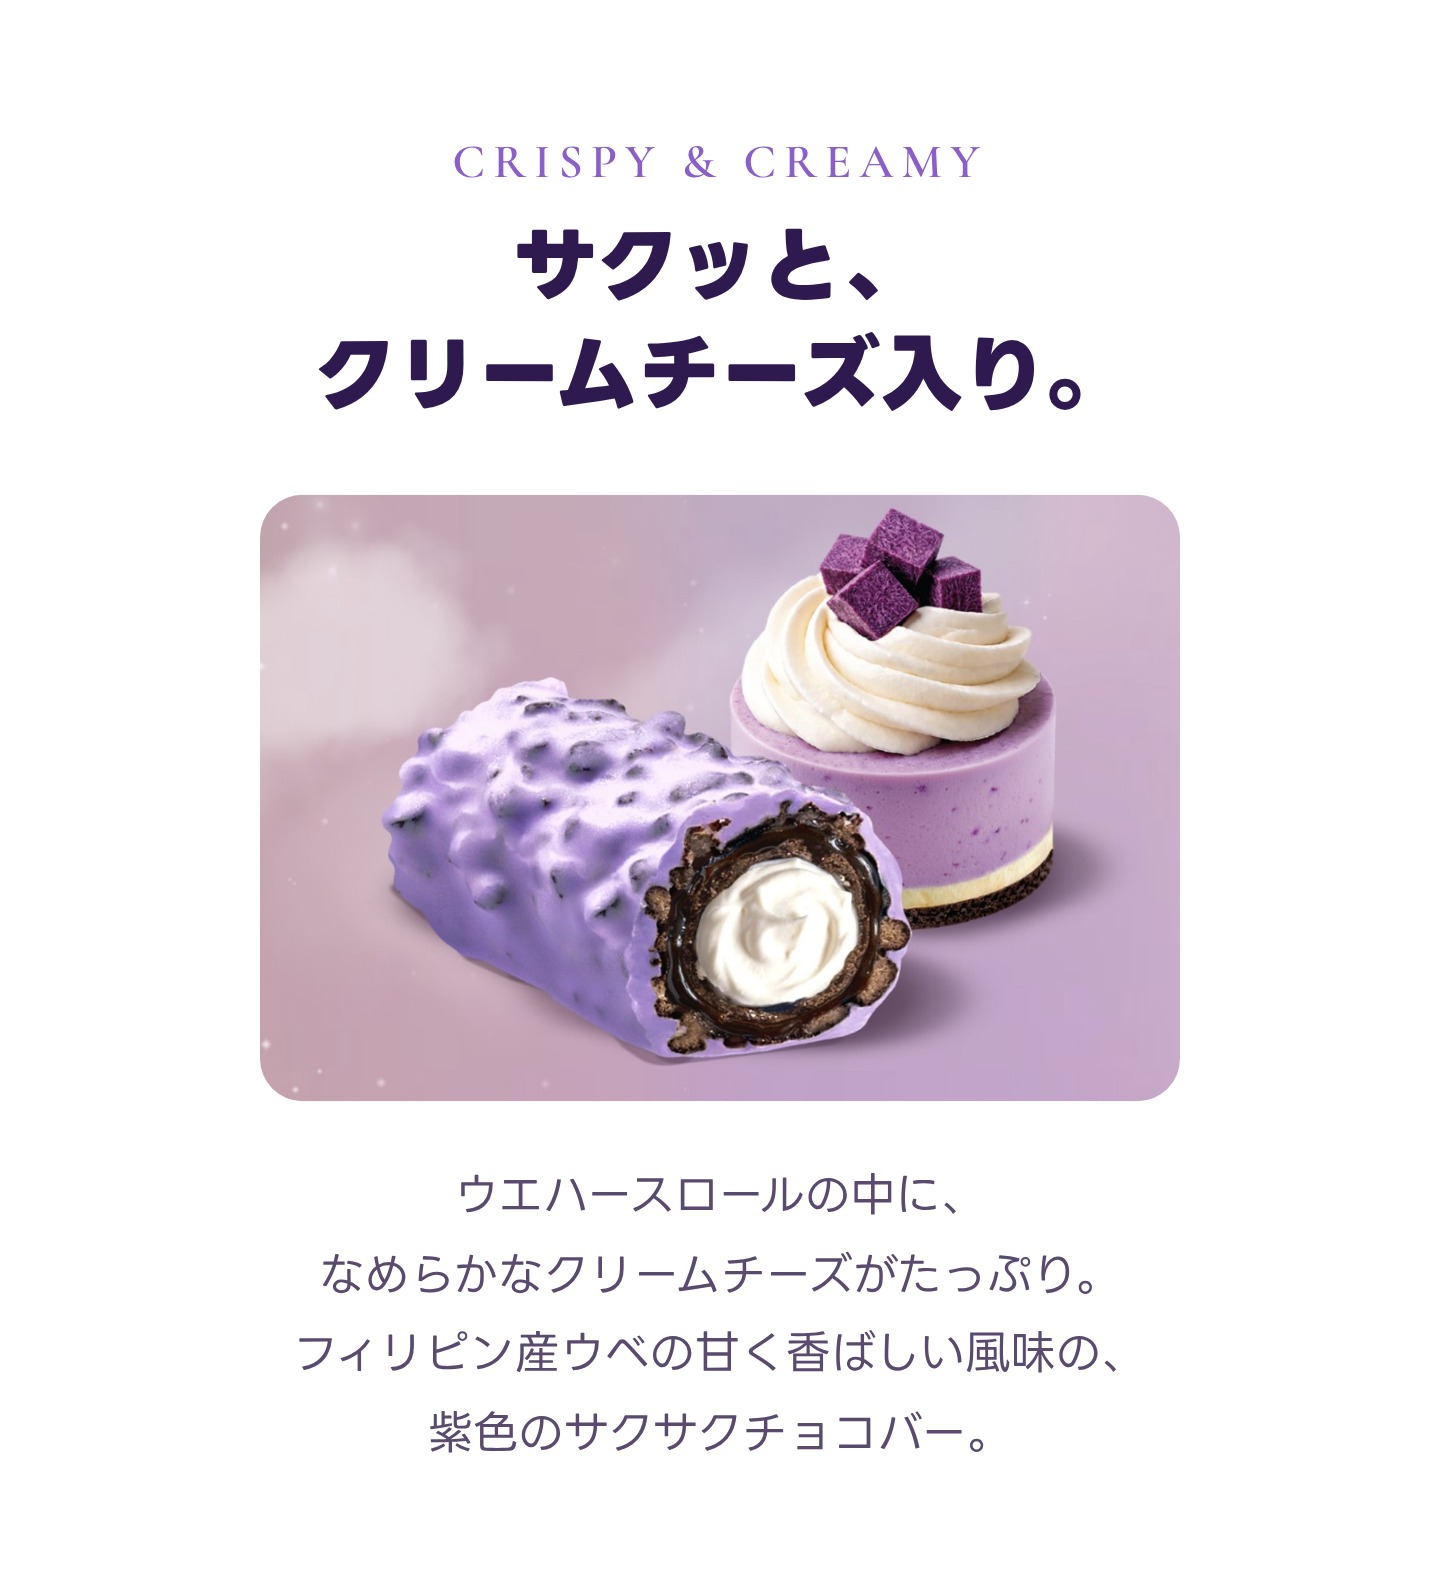 CRISPY & CREAMY
サクッと、
クリームチーズ入り。
ウエハースロールの中に、
なめらかなクリームチーズがたっぷり。
フィリピン産ウベの甘く香ばしい風味の、
紫色のサクサクチョコバー。